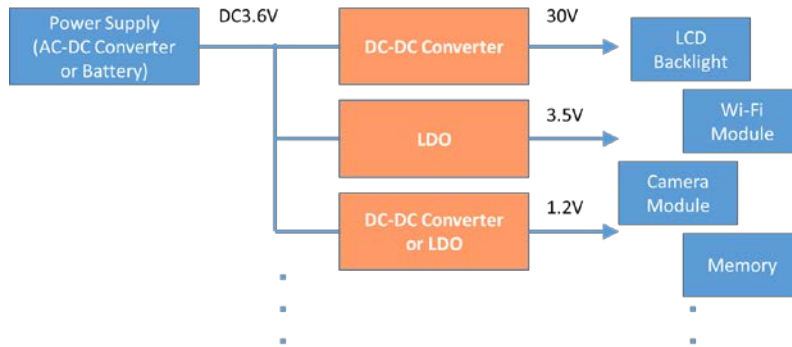 Power Supply
(AC-DC Converter
or Battery)
DC3.6V
DC-DC Converter
30V
LCD
Backlight
LDO
3.5V
Wi-Fi
Module
DC-DC Converter
or LDO
1.2V
Camera
Module
Memory